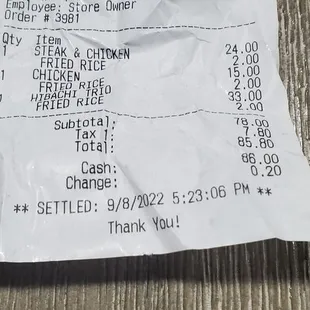 Employee: Store Owner
Order # 3981
Qty Item
1 STEAK & CHICKEN 24.00
FRIED RICE 2.00
1 CHICKEN 15.00
FRIED RICE 2.00
1 HIBACHI TRIO 33.00
FRIED RICE 2.00
Subtotal: 78.00
Tax 1: 7.80
Total: 85.80
Cash: 86.00
Change: 0.20
** SETTLED: 9/8/2022 5:23:06 PM **
Thank You!